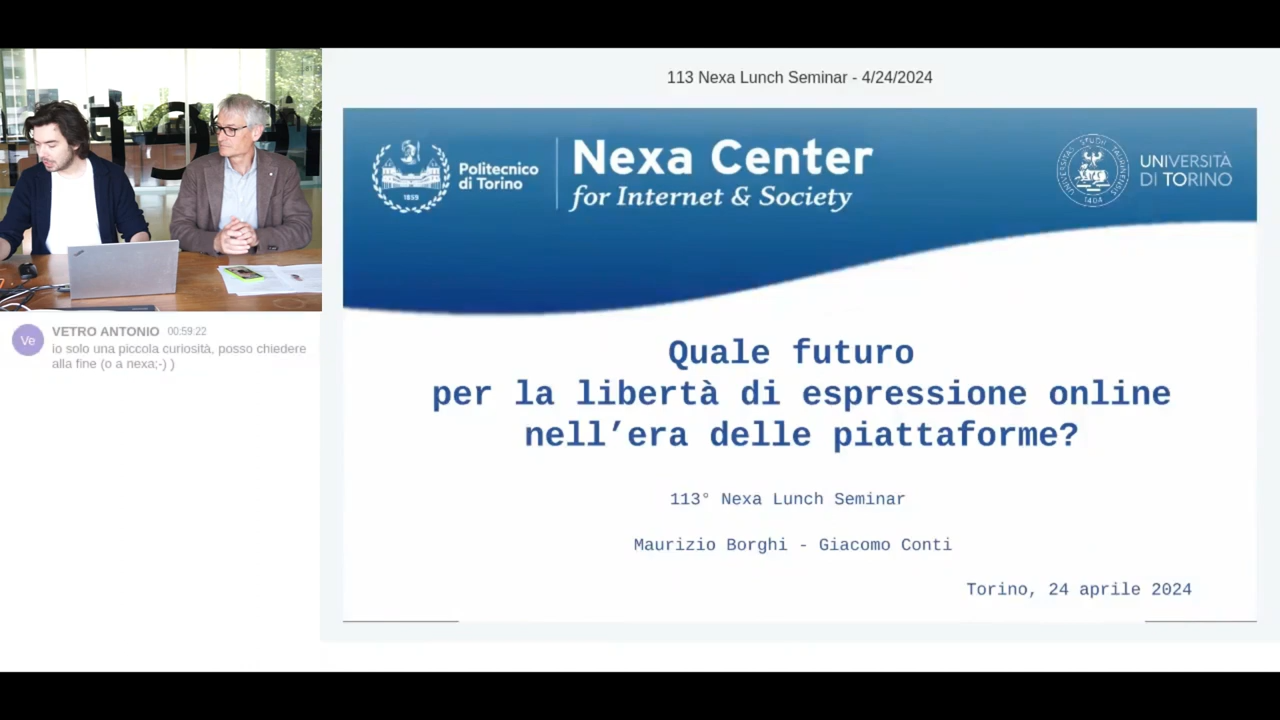 113 Nexa Lunch Seminar - 4/24/2024
Politecnico
di Torino
1859
Nexa Center
for Internet & Society
UNIVERSITÀ
DI TORINO
1404
VETRO ANTONIO 00:59:22
Ve
io solo una piccola curiosità, posso chiedere
alla fine (o a nexa;-) )
Quale futuro
per la libertà di espressione online
nell’era delle piattaforme?
113° Nexa Lunch Seminar
Maurizio Borghi - Giacomo Conti
Torino, 24 aprile 2024